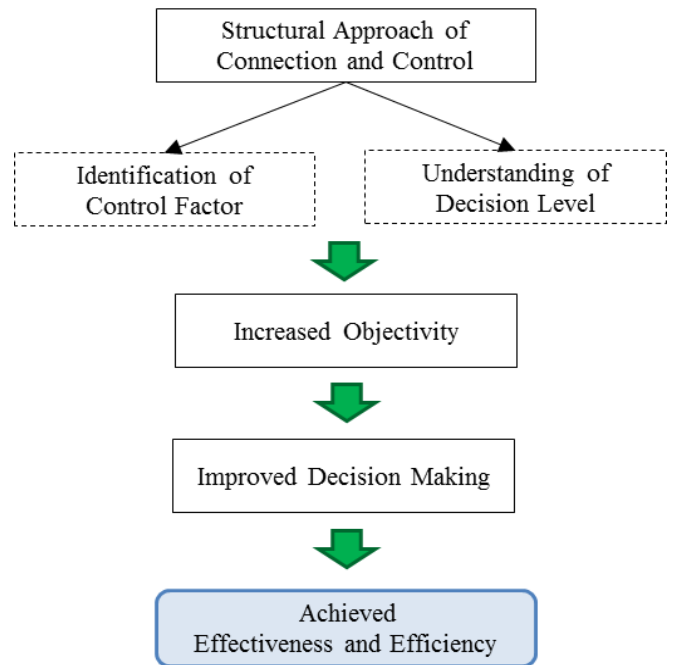 Structural Approach of
Connection and Control
Identification of
Control Factor
Understanding of
Decision Level
Increased Objectivity
Improved Decision Making
Achieved
Effectiveness and Efficiency